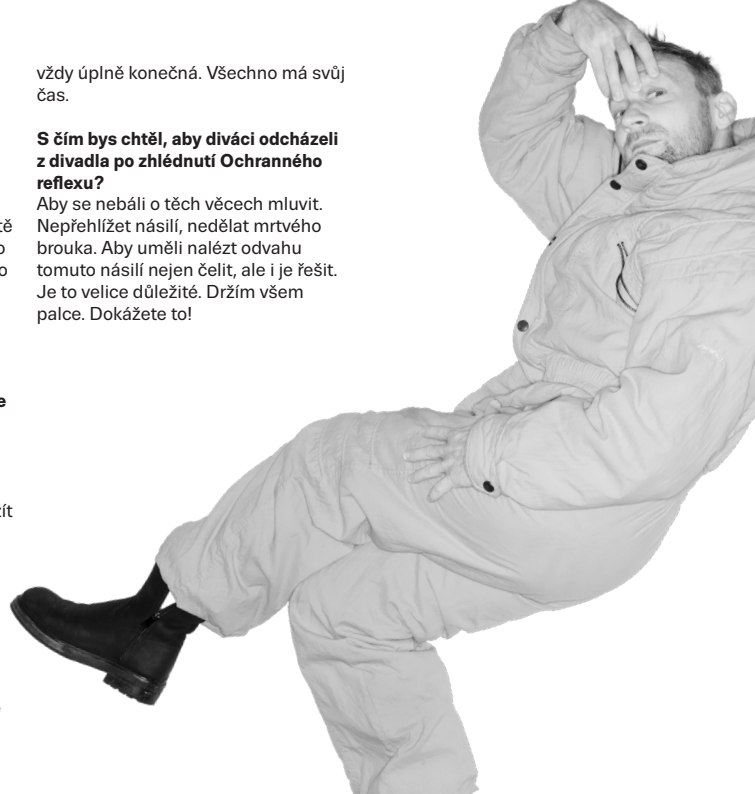 vždy úplně konečná. Všechno má svůj
čas.
S čím bys chtěl, aby diváci odcházeli
z divadla po zhlédnutí Ochranného
reflexu?
Aby se nebáli o těch věcech mluvit.
Nepřehlížet násilí, nedělat mrtvého
brouka. Aby uměli nalézt odvahu
tomuto násilí nejen čelit, ale i je řešit.
Je to velice důležité. Držím všem
palce. Dokážete to!